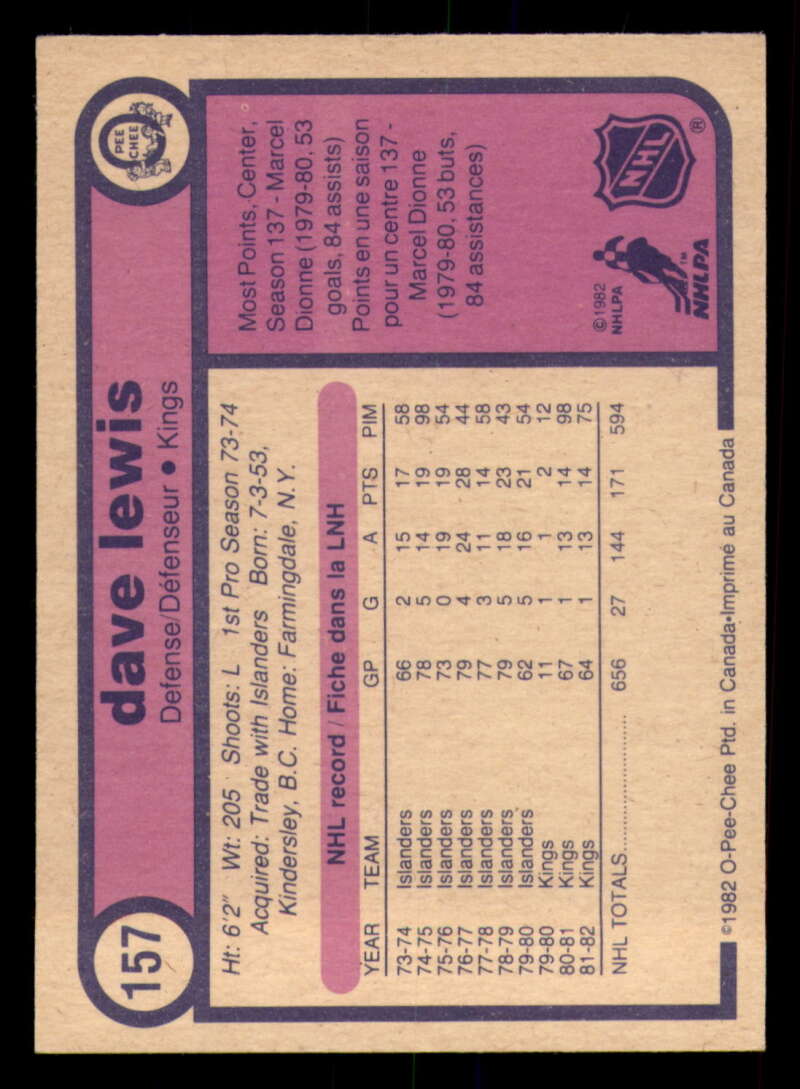 157
dave lewis
Defense/Défenseur • Kings
O
PEE
CHEE
Ht: 6'2" Wt: 205 Shoots: L 1st Pro Season 73-74
Acquired: Trade with Islanders Born: 7-3-53,
Kindersley, B.C. Home: Farmingdale, N.Y.
NHL record / Fiche dans la LNH
YEAR TEAM GP G A PTS PIM
73-74 Islanders 66 2 15 17 58
74-75 Islanders 78 5 14 19 98
75-76 Islanders 73 0 19 19 54
76-77 Islanders 79 4 24 28 44
77-78 Islanders 77 3 11 14 58
78-79 Islanders 79 5 18 23 43
79-80 Islanders 62 5 16 21 54
79-80 Kings 11 1 1 2 12
80-81 Kings 67 1 13 14 98
81-82 Kings 64 1 13 14 75
NHL TOTALS.......................... 656 27 144 171 594
©1982 O-Pee-Chee Ptd. in Canada•Imprimé au Canada
Most Points, Center,
Season 137 - Marcel
Dionne (1979-80, 53
goals, 84 assists)
Points en une saison
pour un centre 137 -
Marcel Dionne
(1979-80, 53 buts,
84 assistances)
©1982
NHLPA
NHLPA™
NHL
®